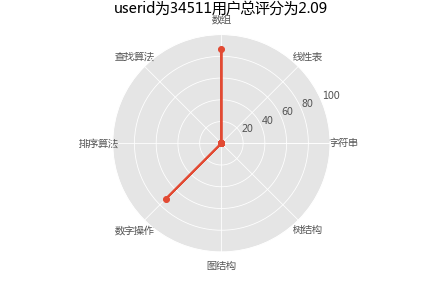 userid为34511用户总评分为2.09
数组
查找算法
线性表
100
80
60
40
20
排序算法
字符串
数字操作
树结构
图结构